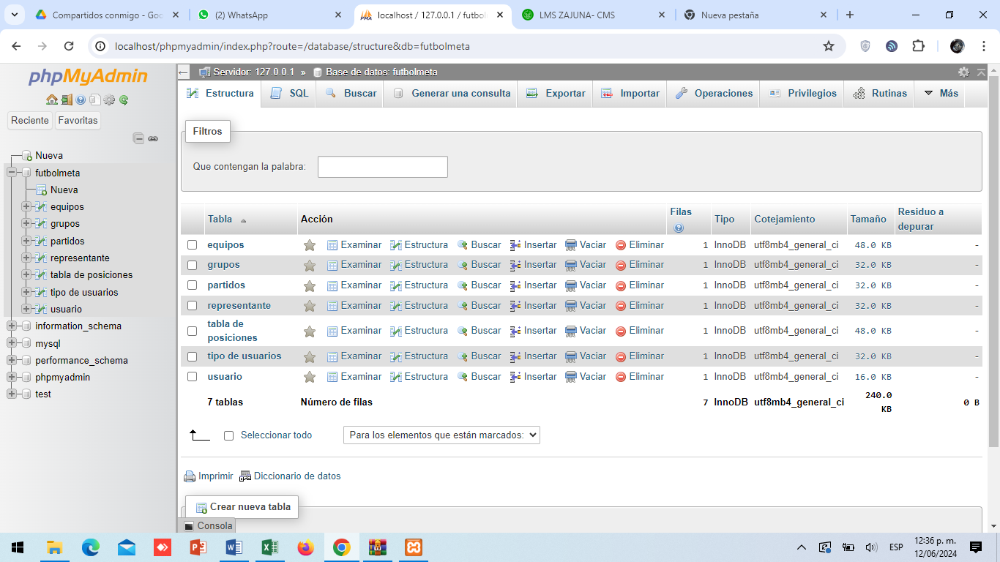 Compartidos conmigo - Goo
(2) WhatsApp
localhost / 127.0.0.1 / futbol
LMS ZAJUNA- CMS
Nueva pestaña
localhost/phpmyadmin/index.php?route=/database/structure&db=futbolmeta
phpMyAdmin
Reciente Favoritas
Nueva
futbolmeta
Nueva
equipos
grupos
partidos
representante
tabla de posiciones
tipo de usuarios
usuario
information_schema
mysql
performance_schema
phpmyadmin
test
Servidor: 127.0.0.1 » Base de datos: futbolmeta
Estructura SQL Buscar Generar una consulta Exportar Importar Operaciones Privilegios Rutinas Más
Filtros
Que contengan la palabra:
Tabla Acción Filas Tipo Cotejamiento Tamaño Residuo a depurar
equipos Examinar Estructura Buscar Insertar Vaciar Eliminar 1 InnoDB utf8mb4_general_ci 48.0 KB -
grupos Examinar Estructura Buscar Insertar Vaciar Eliminar 1 InnoDB utf8mb4_general_ci 32.0 KB -
partidos Examinar Estructura Buscar Insertar Vaciar Eliminar 1 InnoDB utf8mb4_general_ci 32.0 KB -
representante Examinar Estructura Buscar Insertar Vaciar Eliminar 1 InnoDB utf8mb4_general_ci 32.0 KB -
tabla de posiciones Examinar Estructura Buscar Insertar Vaciar Eliminar 1 InnoDB utf8mb4_general_ci 48.0 KB -
tipo de usuarios Examinar Estructura Buscar Insertar Vaciar Eliminar 1 InnoDB utf8mb4_general_ci 32.0 KB -
usuario Examinar Estructura Buscar Insertar Vaciar Eliminar 1 InnoDB utf8mb4_general_ci 16.0 KB -
7 tablas Número de filas 7 InnoDB utf8mb4_general_ci 240.0 KB 0 B
Seleccionar todo Para los elementos que están marcados:
Imprimir Diccionario de datos
Crear nueva tabla
Consola
ESP
12:36 p. m.
12/06/2024